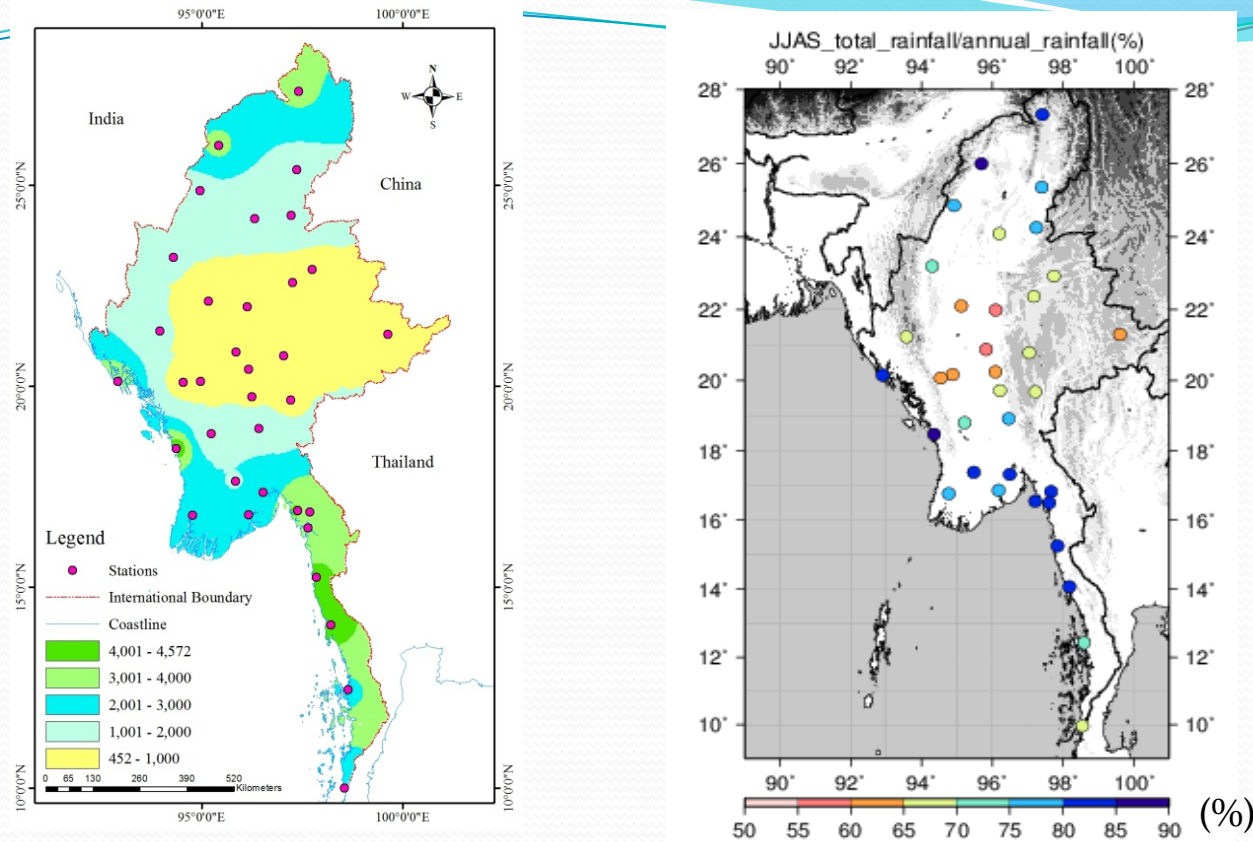 95°0'0"E 100°0'0"E
N
W E
S
India
China
Thailand
25°0'0"N 25°0'0"N
20°0'0"N 20°0'0"N
15°0'0"N 15°0'0"N
10°0'0"N 10°0'0"N
Legend
Stations
International Boundary
Coastline
4,001 - 4,572
3,001 - 4,000
2,001 - 3,000
1,001 - 2,000
452 - 1,000
0 65 130 260 390 520
Kilometers
95°0'0"E 100°0'0"E
JJAS_total_rainfall/annual_rainfall(%)
90° 92° 94° 96° 98° 100°
28° 28°
26° 26°
24° 24°
22° 22°
20° 20°
18° 18°
16° 16°
14° 14°
12° 12°
10° 10°
90° 92° 94° 96° 98° 100°
50 55 60 65 70 75 80 85 90
(%)